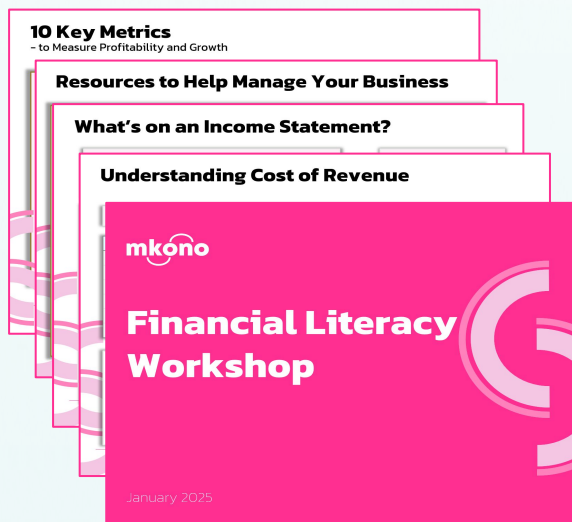 10 Key Metrics
- to Measure Profitability and Growth
Resources to Help Manage Your Business
What's on an Income Statement?
Understanding Cost of Revenue
mkono
Financial Literacy
Workshop
January 2025